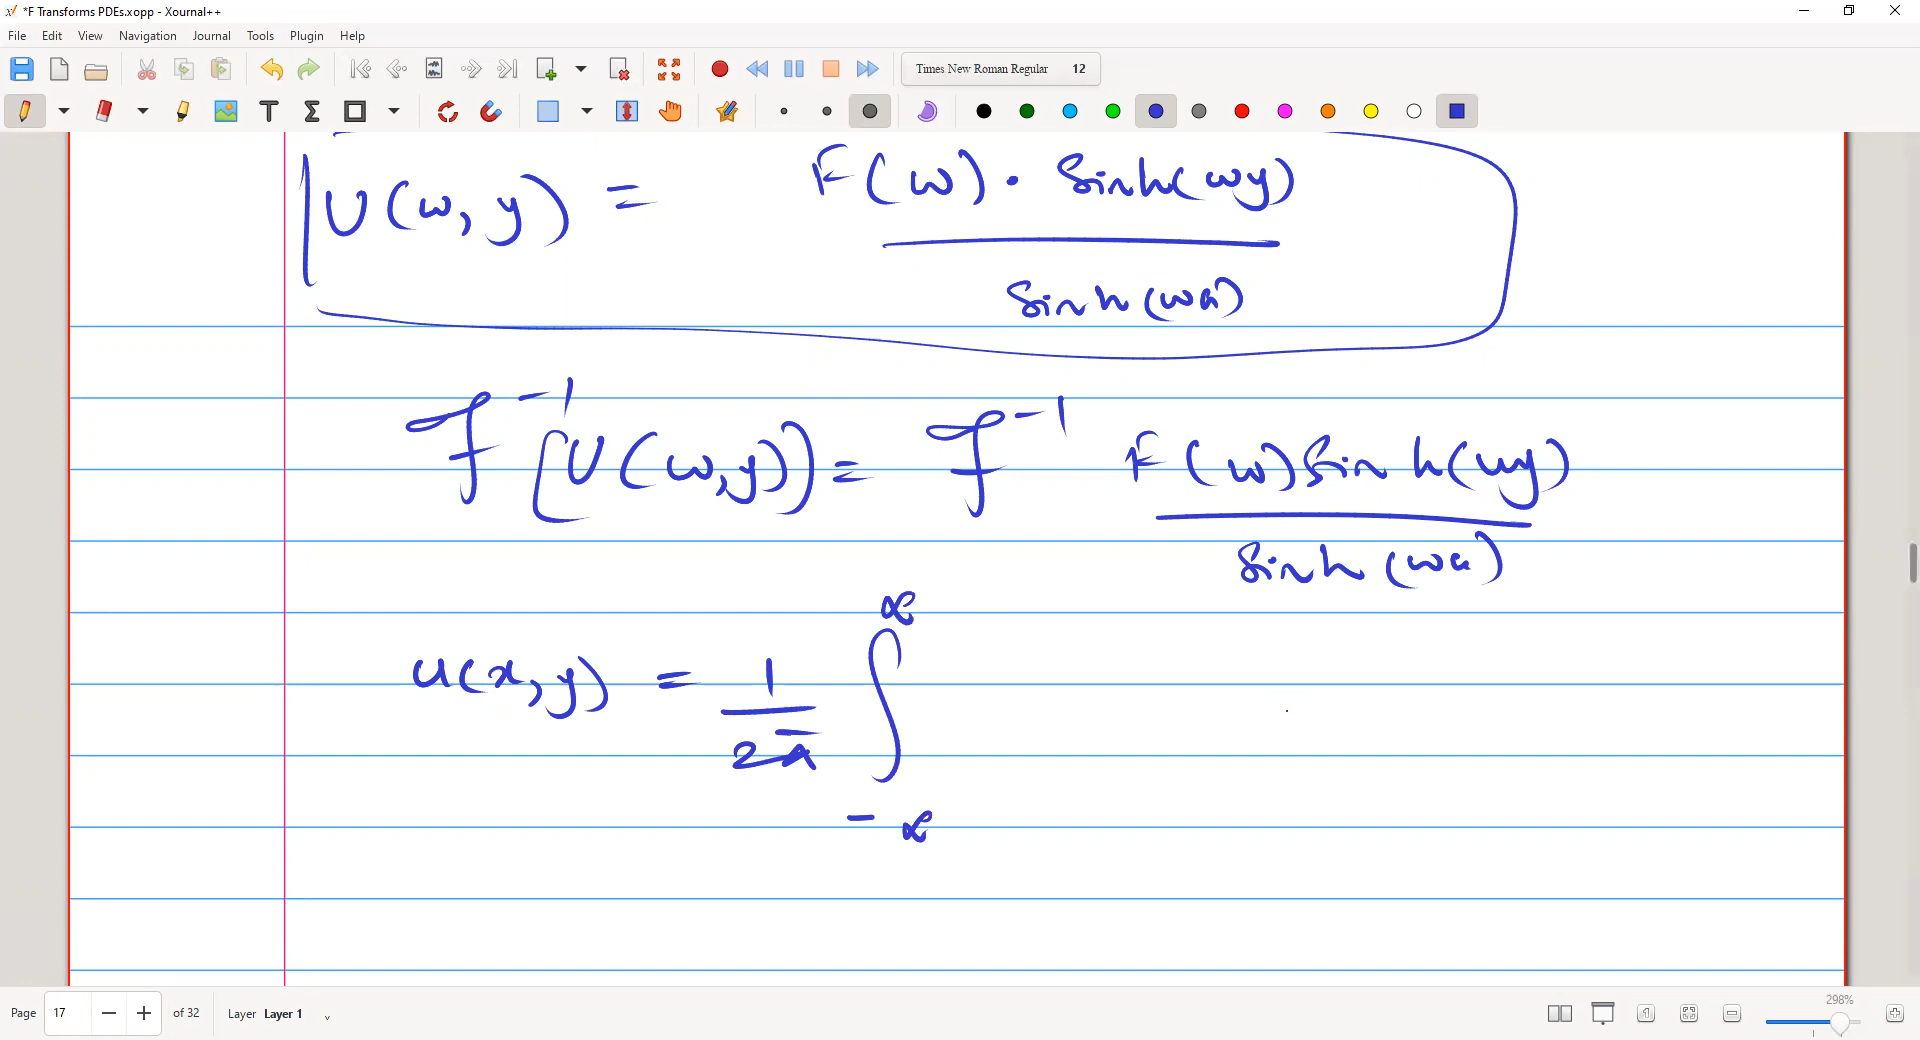 *F Transforms PDEs.xopp - Xournal++
File Edit View Navigation Journal Tools Plugin Help
Times New Roman Regular 12
U(ω, y) = F(ω) · Sinh(ωy)
Sinh(ωa)
F⁻¹[U(ω,y)] = F⁻¹ F(ω)Sinh(ωy)
Sinh(ωa)
∞
u(x,y) = 1/2π ∫
-∞
Page 17 of 32 Layer Layer 1 298%